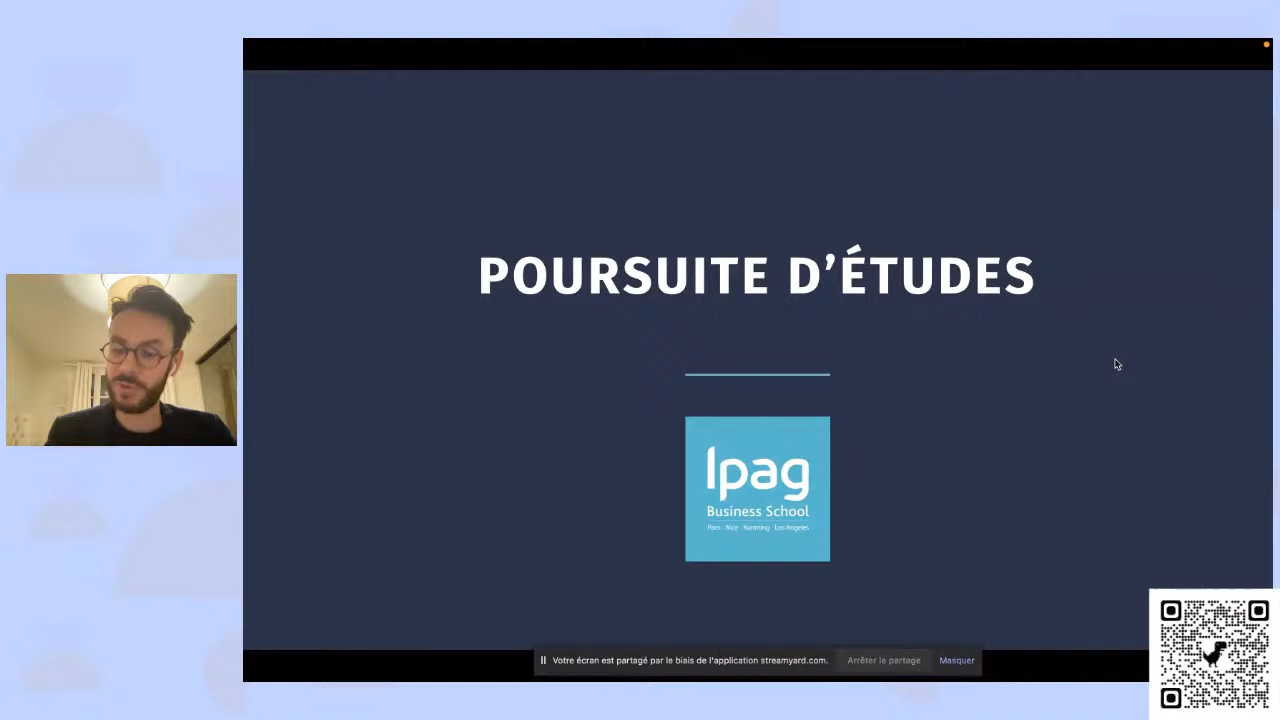 POURSUITE D'ÉTUDES
Ipag
Business School
Paris · Nice · Kunming · Los Angeles
Votre écran est partagé par le biais de l'application streamyard.com.
Arrêter le partage
Masquer